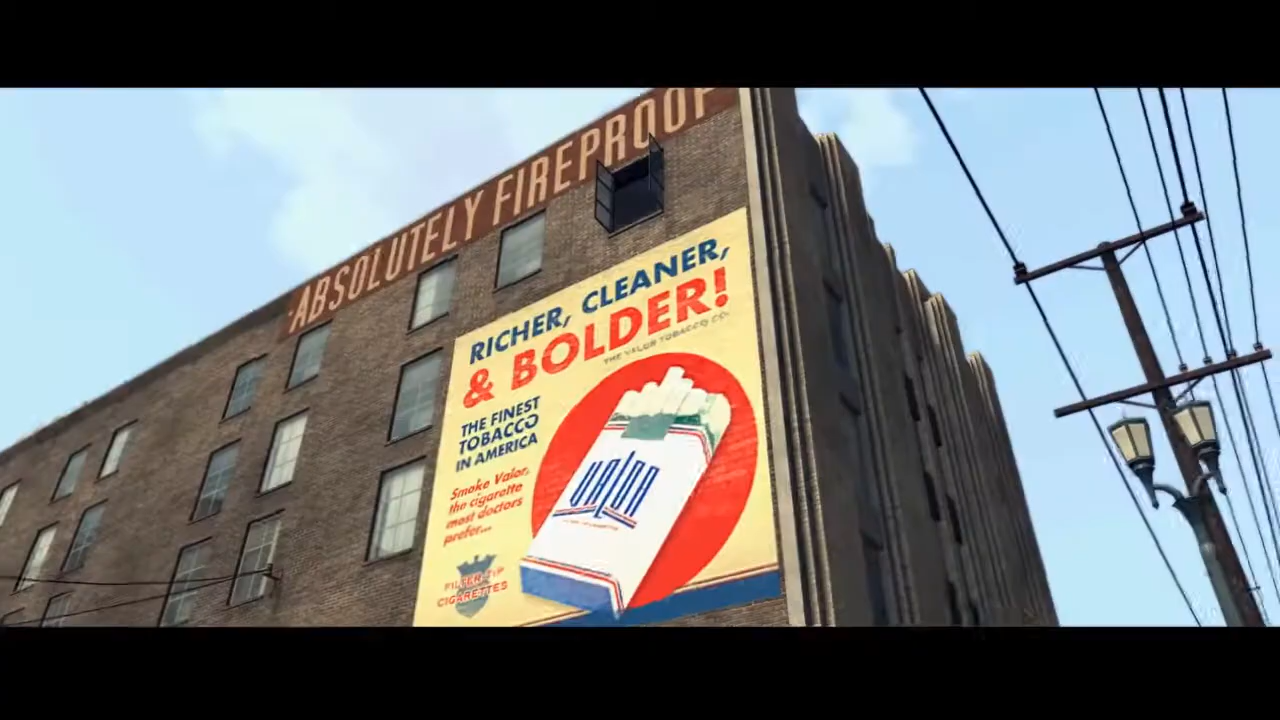 ABSOLUTELY FIREPROOF
RICHER, CLEANER,
& BOLDER!
THE VALOR TOBACCO CO.
THE FINEST
TOBACCO
IN AMERICA
Smoke Valor,
the cigarette
most doctors
prefer...
VALOR
FILTER-TIP
CIGARETTES